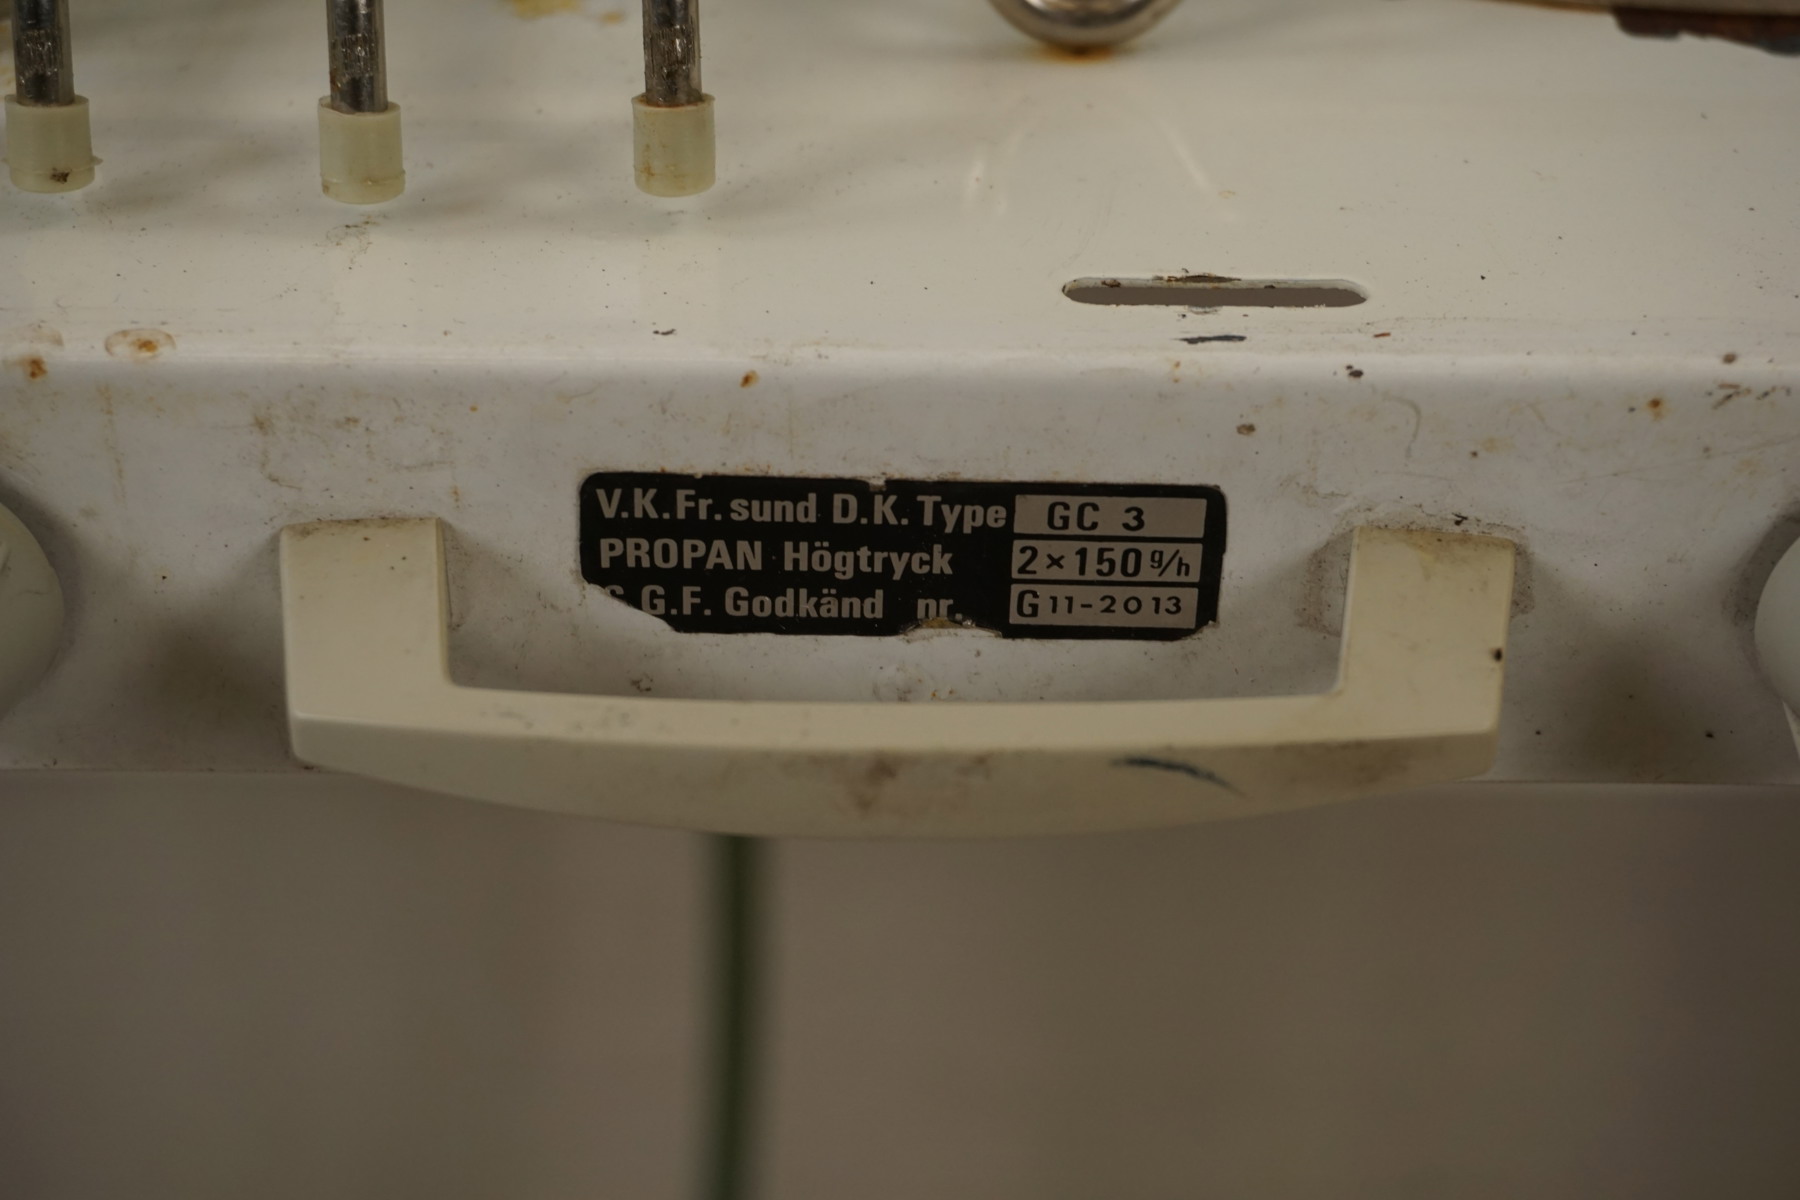 V.K.Fr.sund D.K. Type GC 3
PROPAN Högtryck 2×150 g/h
S.G.F. Godkänd nr. G11-2013